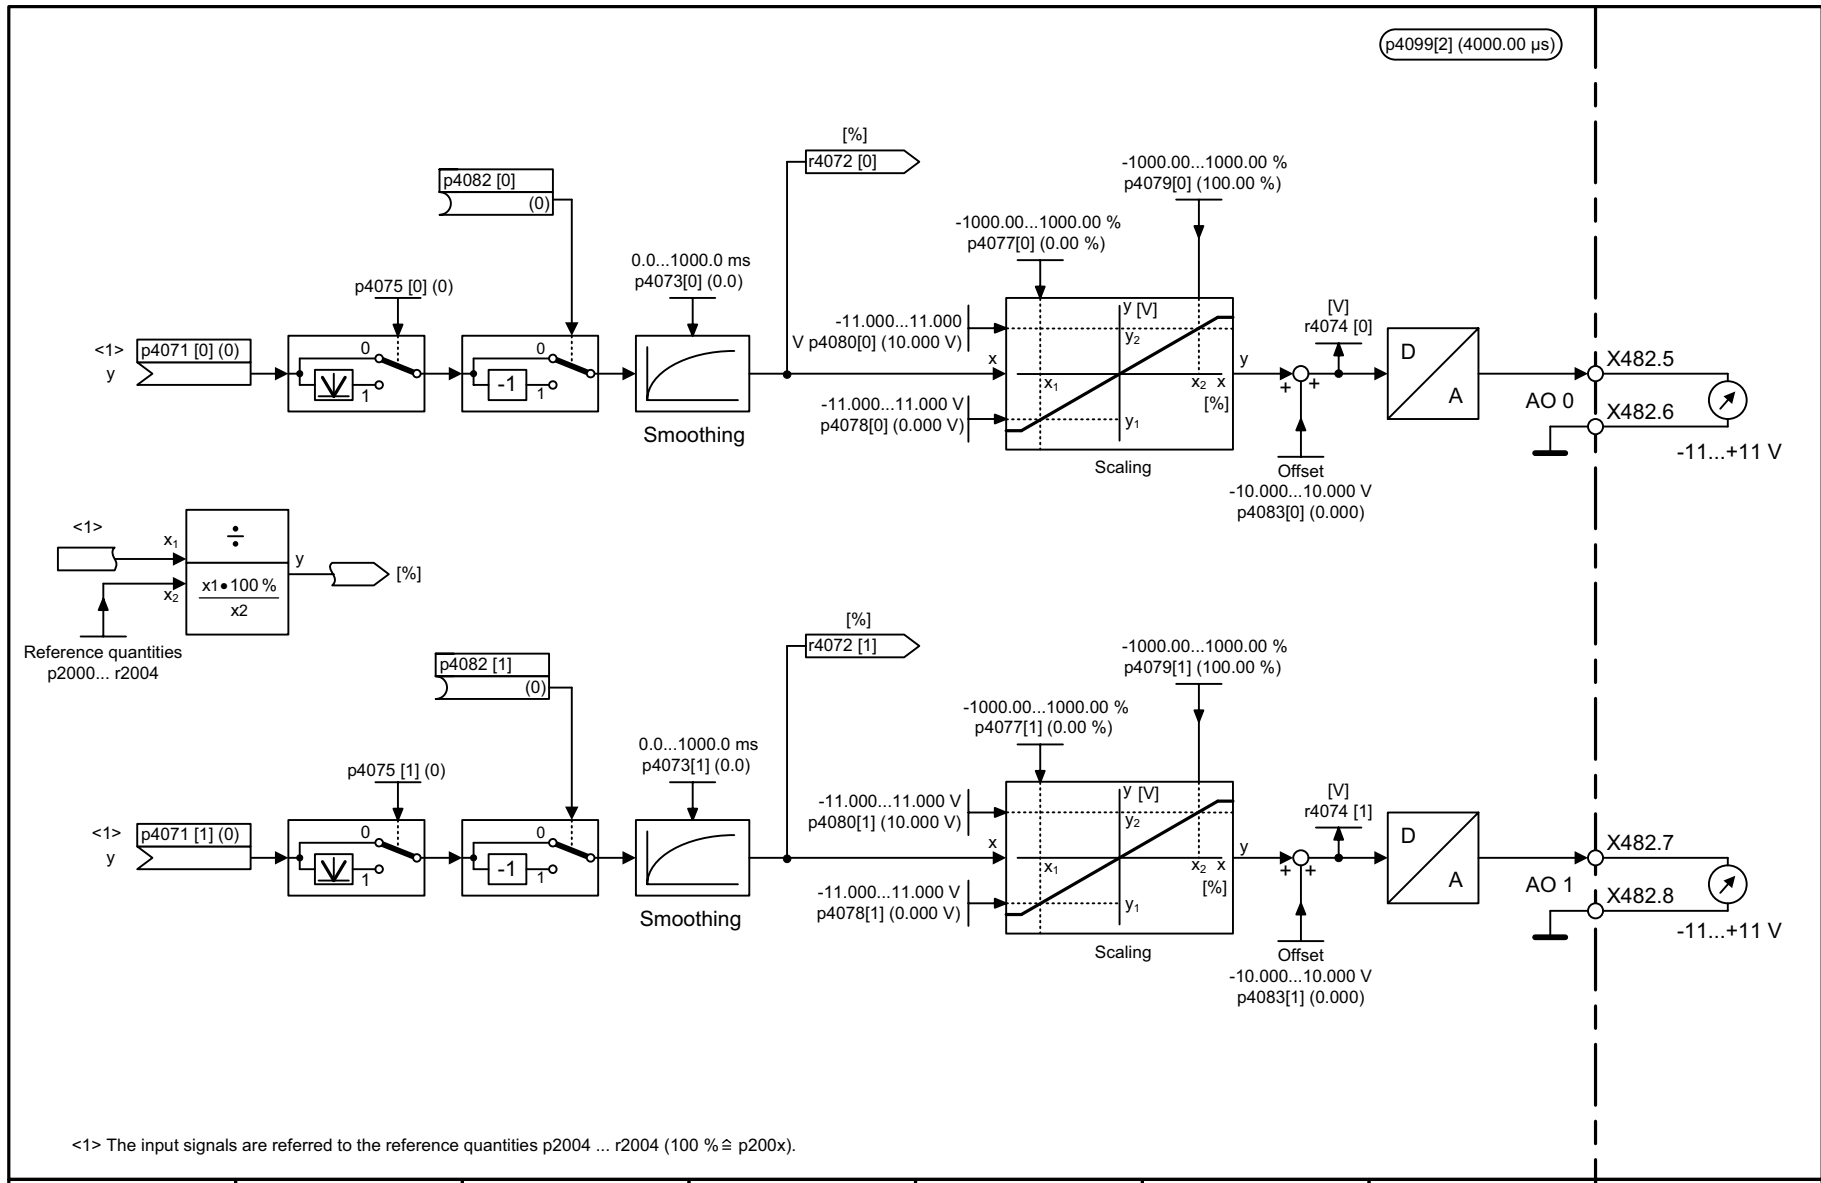 p4099[2] (4000.00 µs)
[%]
r4072 [0]
-1000.00...1000.00 %
p4079[0] (100.00 %)
p4082 [0]
(0)
-1000.00...1000.00 %
p4077[0] (0.00 %)
0.0...1000.0 ms
p4073[0] (0.0)
p4075 [0] (0)
-11.000...11.000
V p4080[0] (10.000 V)
y [V]
y2
[V]
r4074 [0]
<1>
y
p4071 [0] (0)
0
1
0
-1
1
x
x1
x2
x
[%]
y
+
+
D
A
X482.5
AO 0
X482.6
-11...+11 V
-11.000...11.000 V
p4078[0] (0.000 V)
y1
Smoothing
Scaling
Offset
-10.000...10.000 V
p4083[0] (0.000)
<1>
x1
x2
÷
x1•100 %
x2
y
[%]
Reference quantities
p2000... r2004
[%]
r4072 [1]
-1000.00...1000.00 %
p4079[1] (100.00 %)
p4082 [1]
(0)
-1000.00...1000.00 %
p4077[1] (0.00 %)
0.0...1000.0 ms
p4073[1] (0.0)
p4075 [1] (0)
-11.000...11.000 V
p4080[1] (10.000 V)
y [V]
y2
[V]
r4074 [1]
<1>
y
p4071 [1] (0)
0
1
0
-1
1
x
x1
x2
x
[%]
y
+
+
D
A
X482.7
AO 1
X482.8
-11...+11 V
-11.000...11.000 V
p4078[1] (0.000 V)
y1
Smoothing
Scaling
Offset
-10.000...10.000 V
p4083[1] (0.000)
<1> The input signals are referred to the reference quantities p2004 ... r2004 (100 % ≙ p200x).